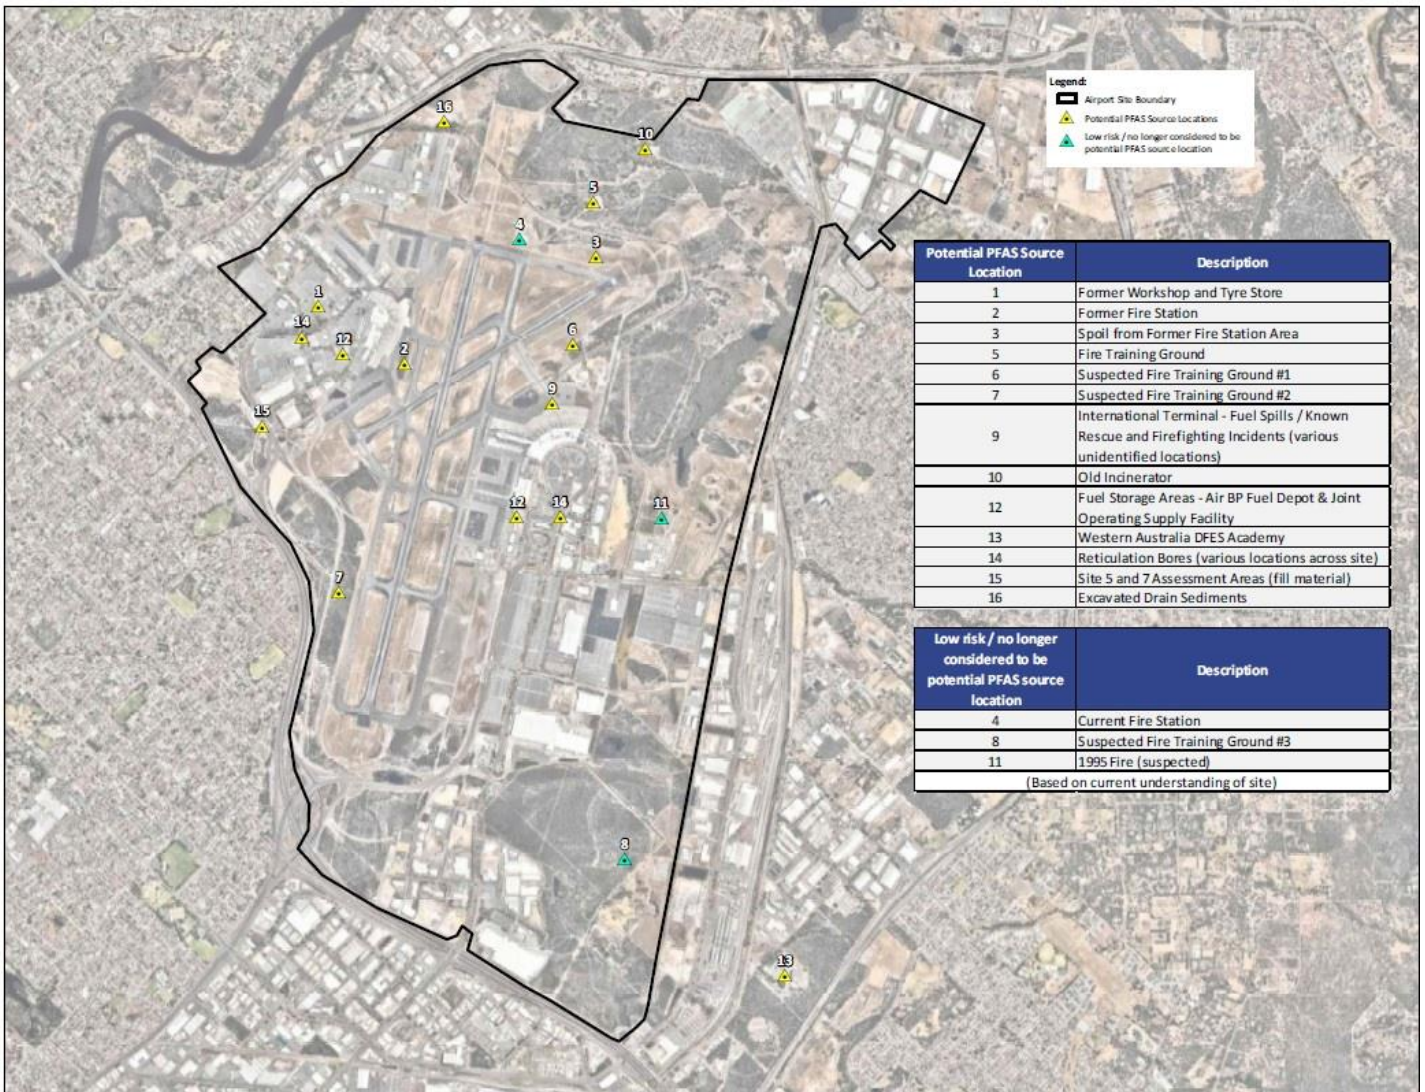 Legend:
Airport Site Boundary
Potential PFAS Source Locations
Low risk / no longer considered to be
potential PFAS source location
16
10
5
4
3
1
14
12
2
6
9
15
12
14
11
7
8
13
Potential PFAS Source
Location
Description
1 Former Workshop and Tyre Store
2 Former Fire Station
3 Spoil from Former Fire Station Area
5 Fire Training Ground
6 Suspected Fire Training Ground #1
7 Suspected Fire Training Ground #2
9 International Terminal - Fuel Spills / Known
Rescue and Firefighting Incidents (various
unidentified locations)
10 Old Incinerator
12 Fuel Storage Areas - Air BP Fuel Depot & Joint
Operating Supply Facility
13 Western Australia DFES Academy
14 Reticulation Bores (various locations across site)
15 Site 5 and 7 Assessment Areas (fill material)
16 Excavated Drain Sediments
Low risk / no longer
considered to be
potential PFAS source
location
Description
4 Current Fire Station
8 Suspected Fire Training Ground #3
11 1995 Fire (suspected)
(Based on current understanding of site)